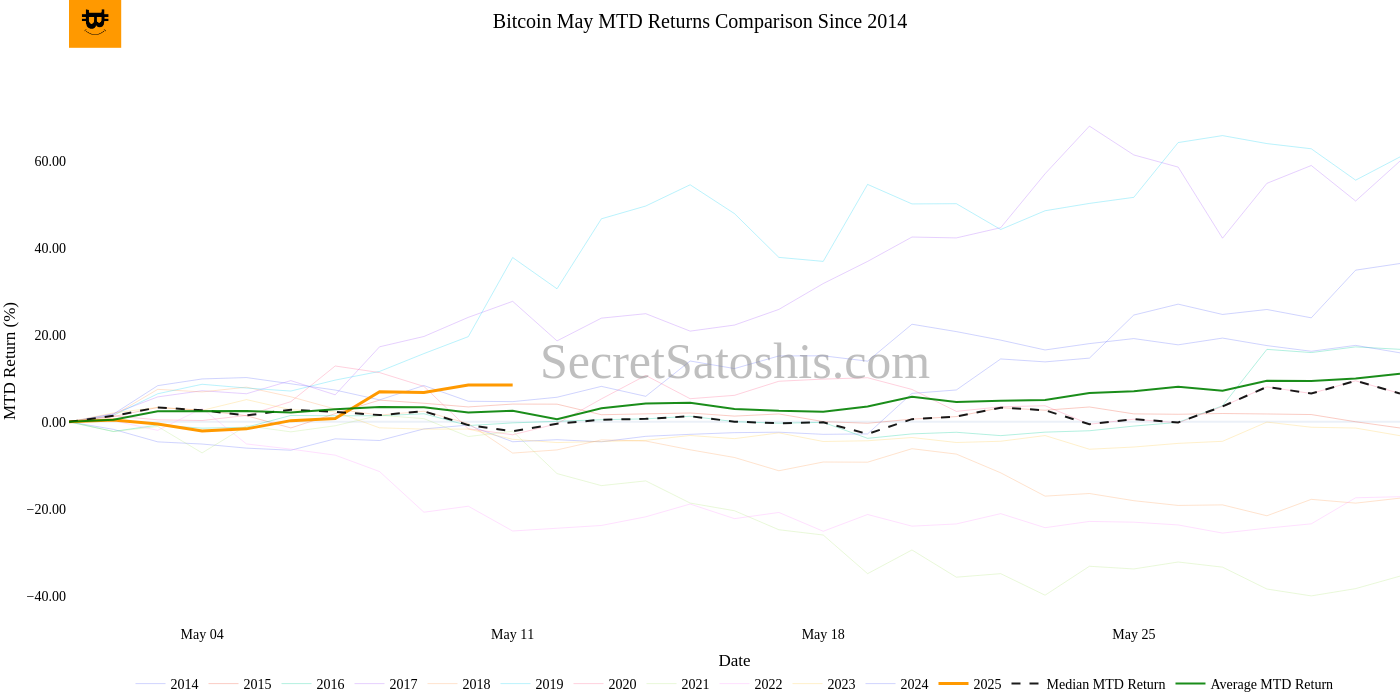 Bitcoin May MTD Returns Comparison Since 2014
MTD Return (%)
60.00
40.00
20.00
0.00
−20.00
−40.00
SecretSatoshis.com
May 04 May 11 May 18 May 25
Date
2014 2015 2016 2017 2018 2019 2020 2021 2022 2023 2024 2025 Median MTD Return Average MTD Return